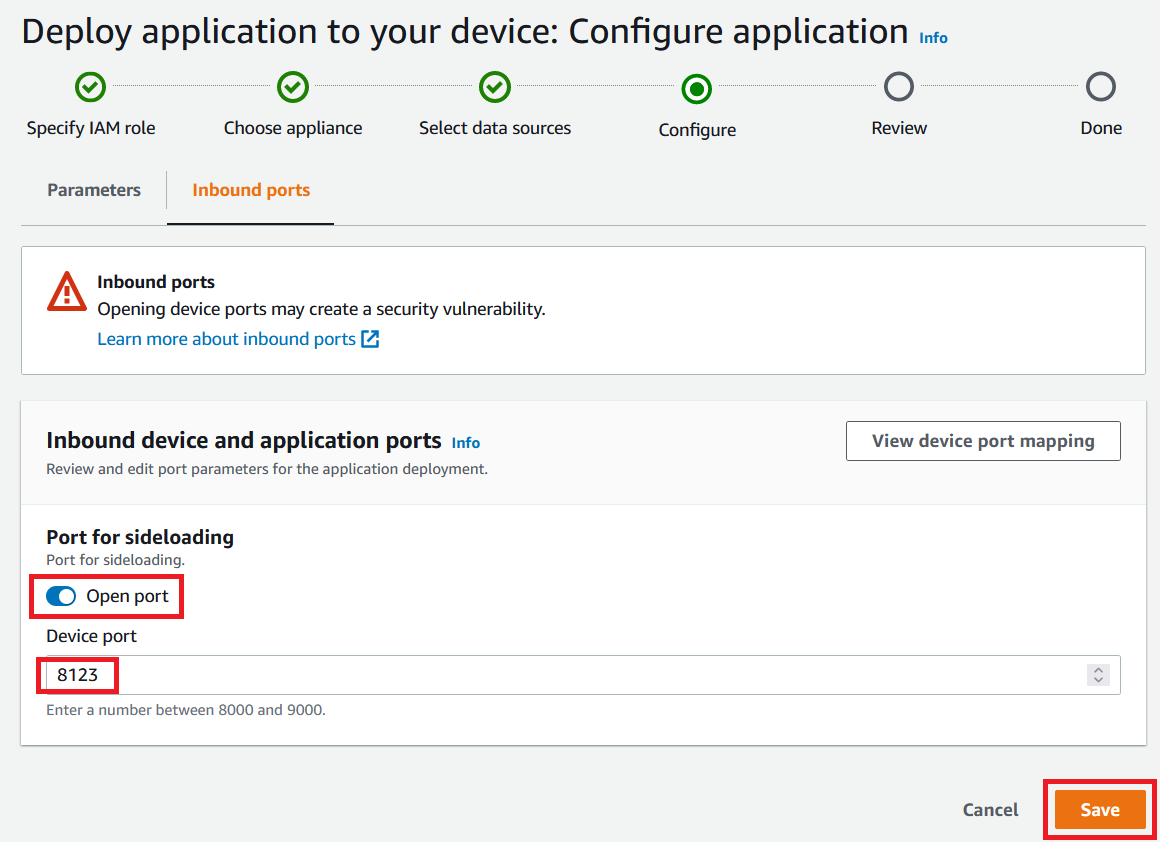 Deploy application to your device: Configure application Info
Specify IAM role Choose appliance Select data sources Configure Review Done
Parameters Inbound ports
Inbound ports
Opening device ports may create a security vulnerability.
Learn more about inbound ports
Inbound device and application ports Info
View device port mapping
Review and edit port parameters for the application deployment.
Port for sideloading
Port for sideloading.
Open port
Device port
8123
Enter a number between 8000 and 9000.
Cancel Save